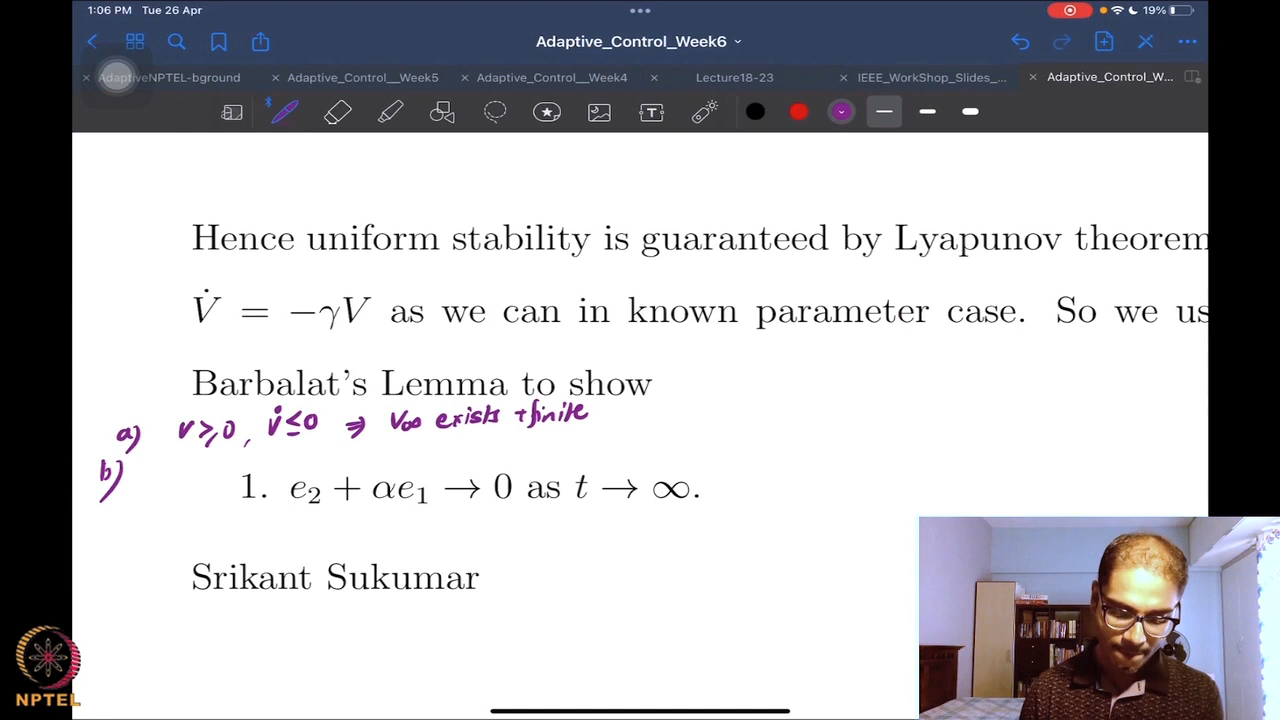 1:06 PM Tue 26 Apr
19%
Adaptive_Control_Week6
AdaptiveNPTEL-bground
Adaptive_Control__Week5
Adaptive_Control__Week4
Lecture18-23
IEEE_WorkShop_Slides_...
Adaptive_Control_W...
Hence uniform stability is guaranteed by Lyapunov theorem
V̇ = −γV as we can in known parameter case. So we us
Barbalat's Lemma to show
a) V ≥ 0, V̇ ≤ 0 ⇒ V∞ exists + finite
b)
1. e₂ + αe₁ → 0 as t → ∞.
Srikant Sukumar
NPTEL